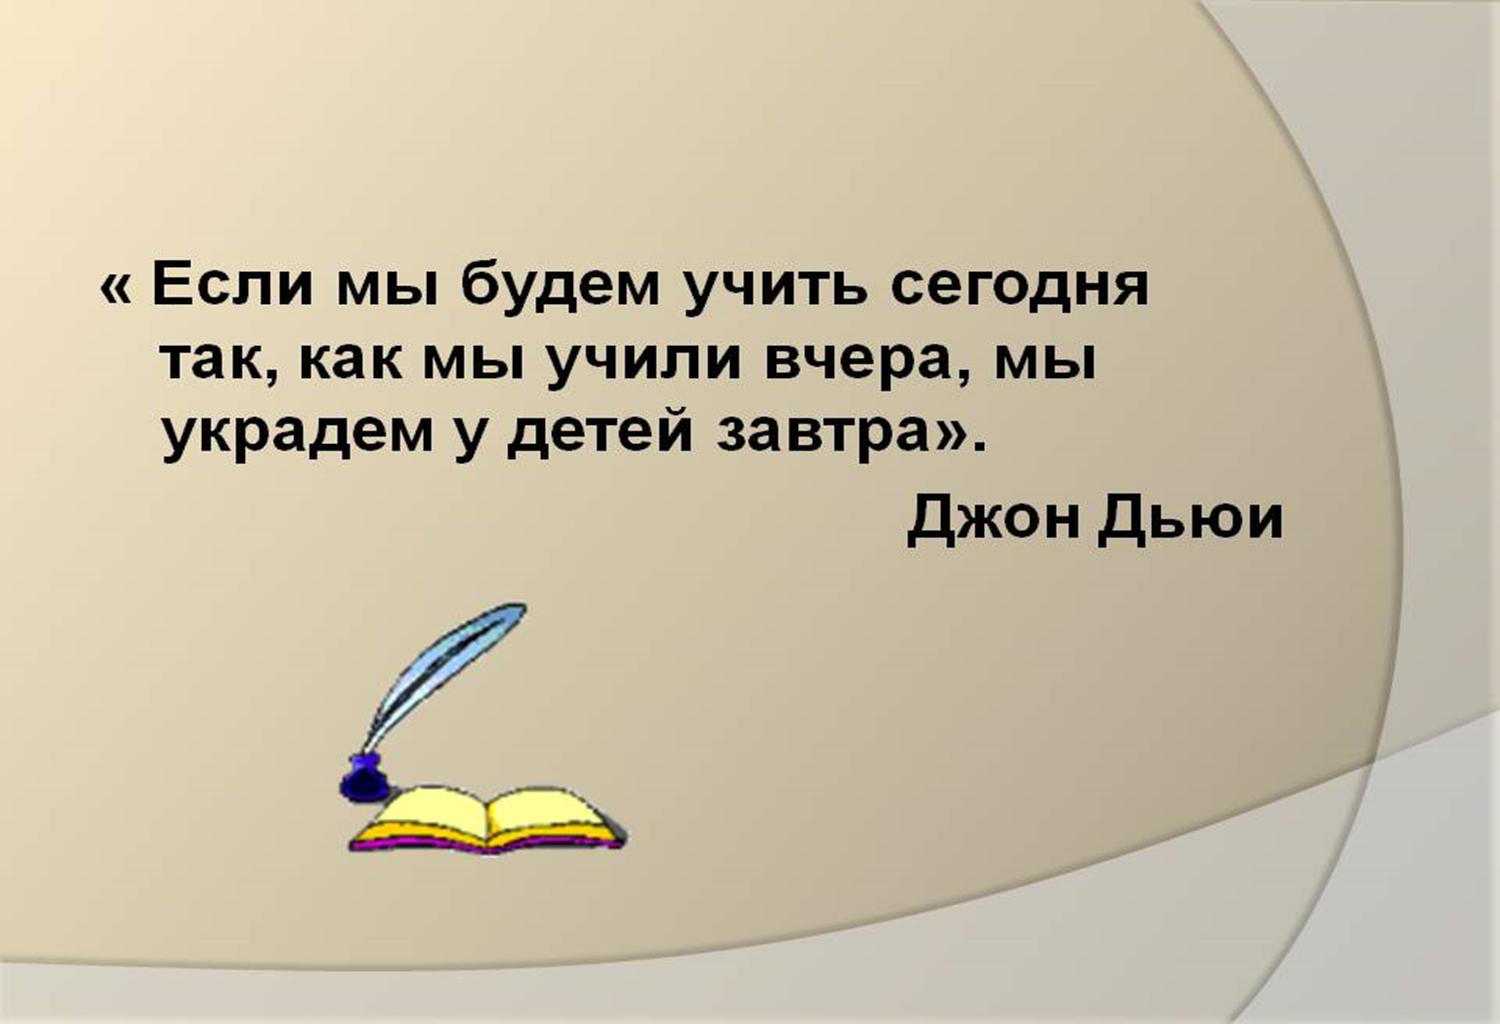 « Если мы будем учить сегодня
так, как мы учили вчера, мы
украдем у детей завтра».
Джон Дьюи